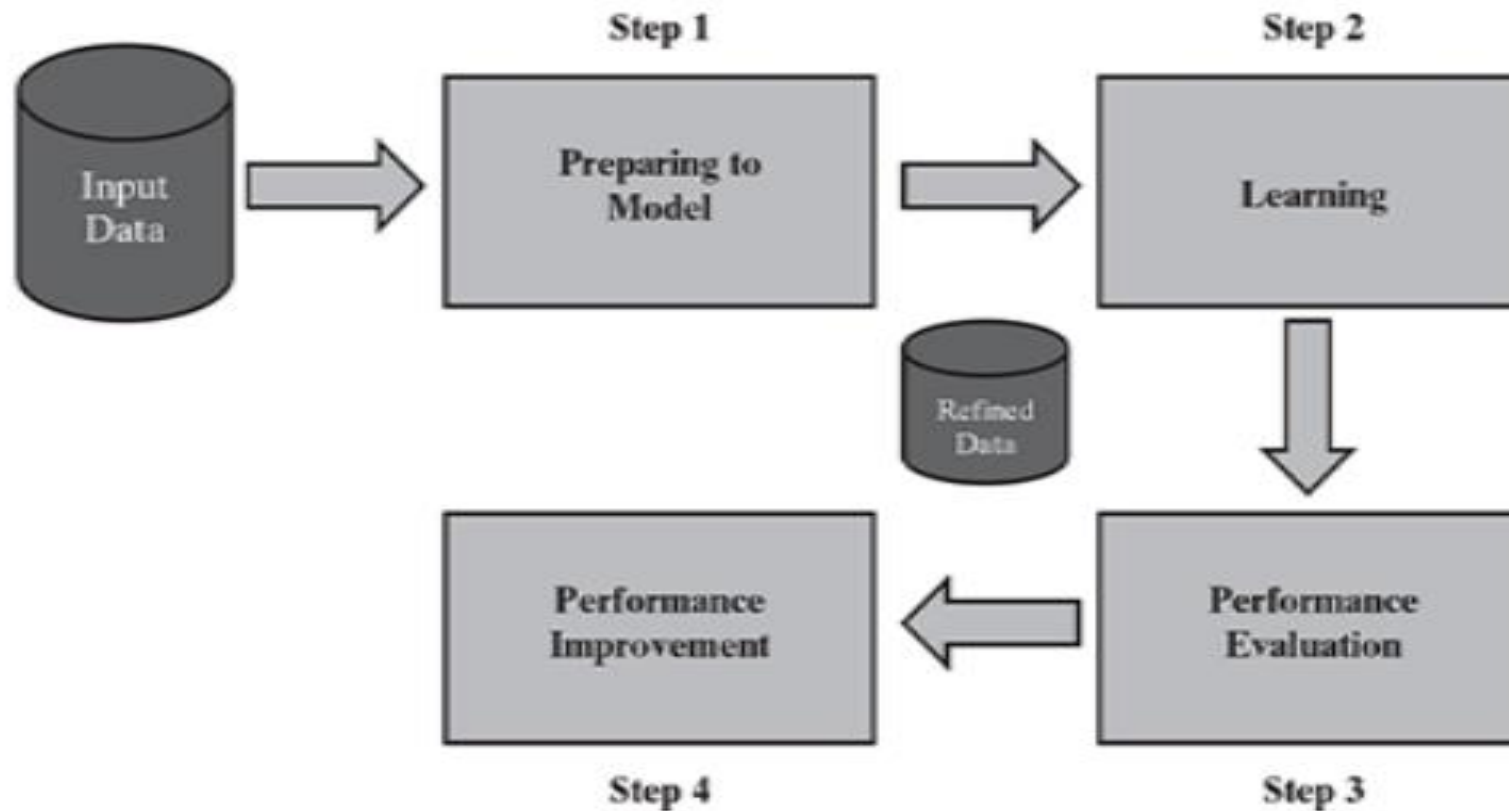 Step 1
Step 2
Input
Data
Preparing to
Model
Learning
Refined
Data
Performance
Improvement
Performance
Evaluation
Step 4
Step 3